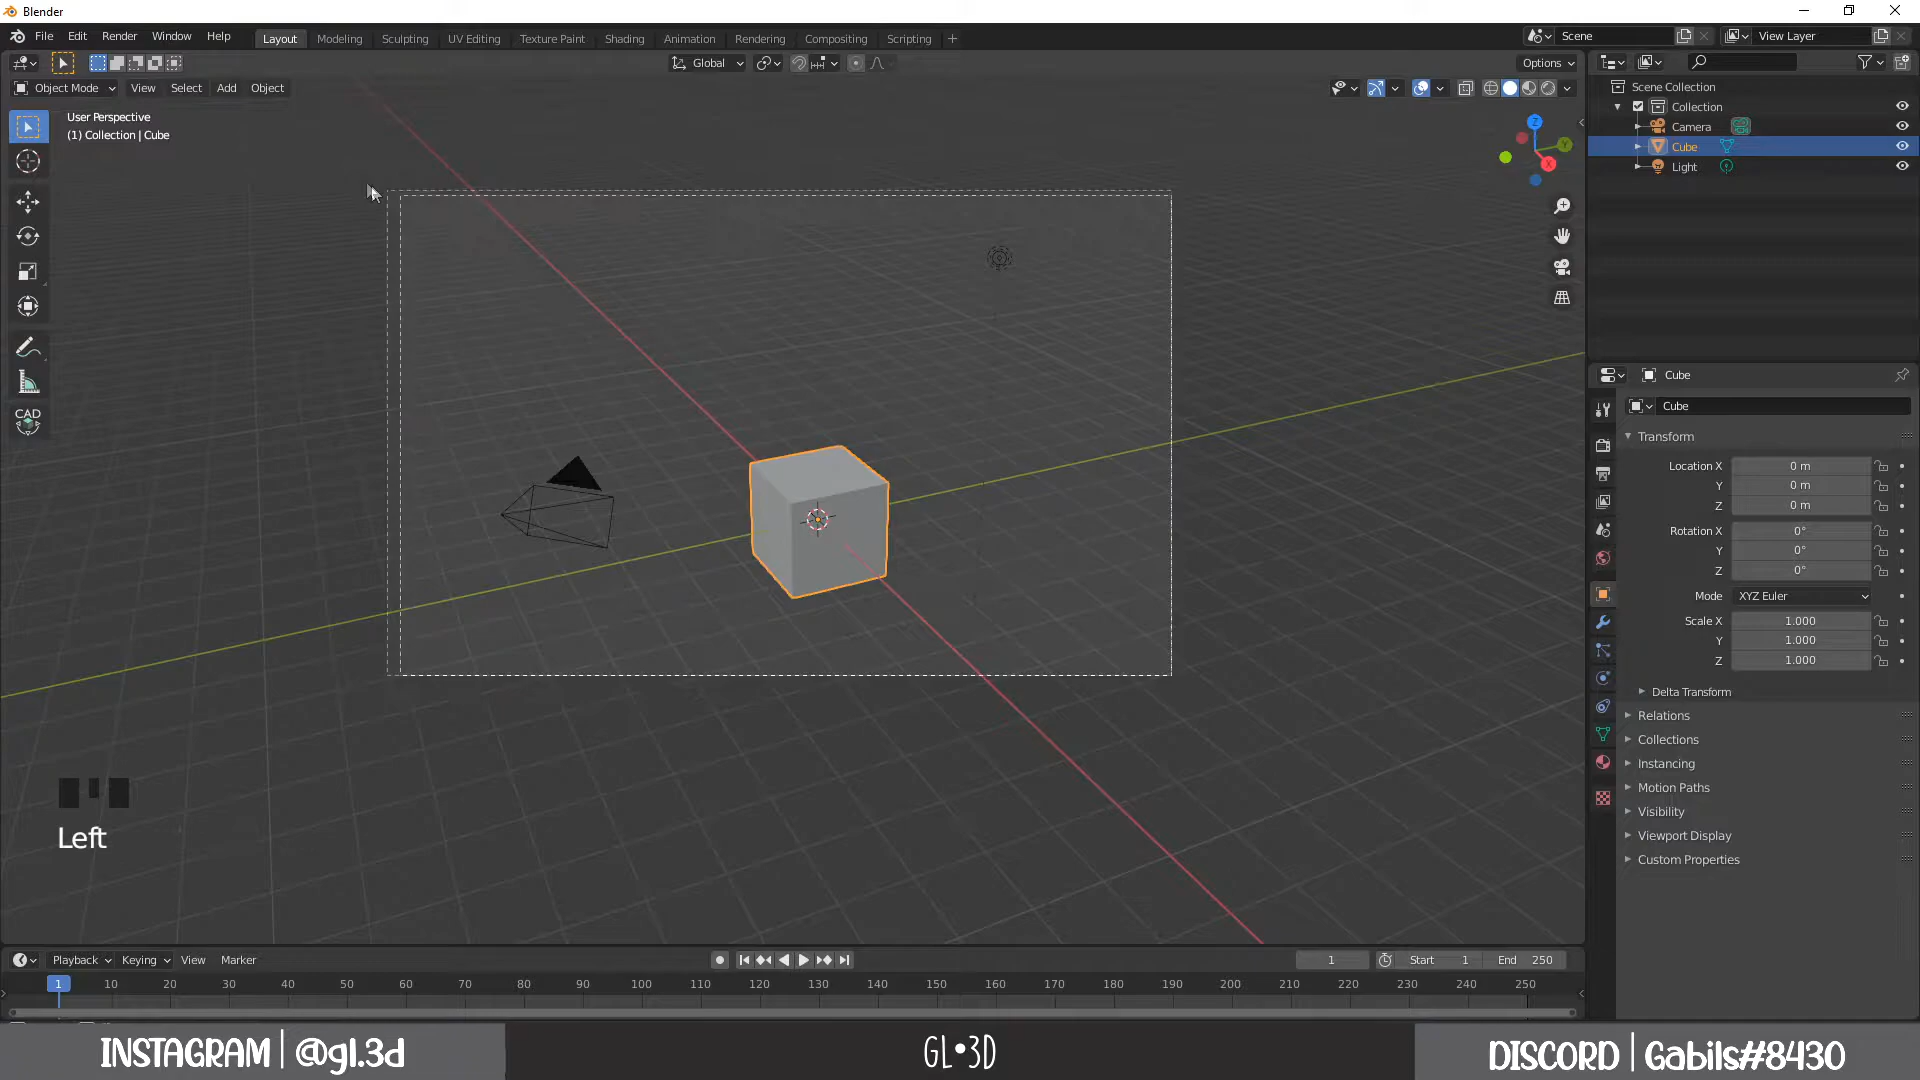 Blender
File Edit Render Window Help
Layout Modeling Sculpting UV Editing Texture Paint Shading Animation Rendering Compositing Scripting +
Scene
View Layer
Global
Options
Object Mode View Select Add Object
User Perspective
(1) Collection | Cube
CAD
Z
Y
X
Left
Scene Collection
Collection
Camera
Cube
Light
Cube
Cube
Transform
Location X 0 m
Y 0 m
Z 0 m
Rotation X 0°
Y 0°
Z 0°
Mode XYZ Euler
Scale X 1.000
Y 1.000
Z 1.000
Delta Transform
Relations
Collections
Instancing
Motion Paths
Visibility
Viewport Display
Custom Properties
Playback Keying View Marker
1 Start 1 End 250
1 10 20 30 40 50 60 70 80 90 100 110 120 130 140 150 160 170 180 190 200 210 220 230 240 250
INSTAGRAM | @gl.3d
GL•3D
DISCORD | Gabils#8430